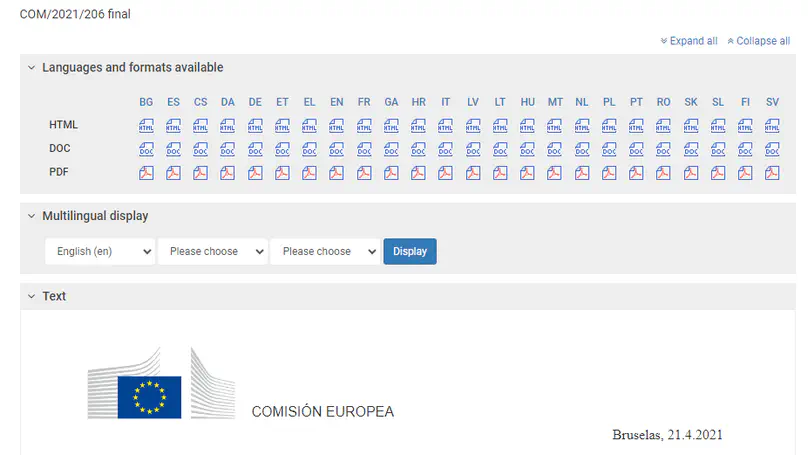 COM/2021/206 final
Expand all Collapse all
Languages and formats available
BG ES CS DA DE ET EL EN FR GA HR IT LV LT HU MT NL PL PT RO SK SL FI SV
HTML HTML HTML HTML HTML HTML HTML HTML HTML HTML HTML HTML HTML HTML HTML HTML HTML HTML HTML HTML HTML HTML HTML HTML HTML
DOC DOC DOC DOC DOC DOC DOC DOC DOC DOC DOC DOC DOC DOC DOC DOC DOC DOC DOC DOC DOC DOC DOC DOC DOC
PDF
Multilingual display
English (en) Please choose Please choose Display
Text
COMISIÓN EUROPEA
Bruselas, 21.4.2021